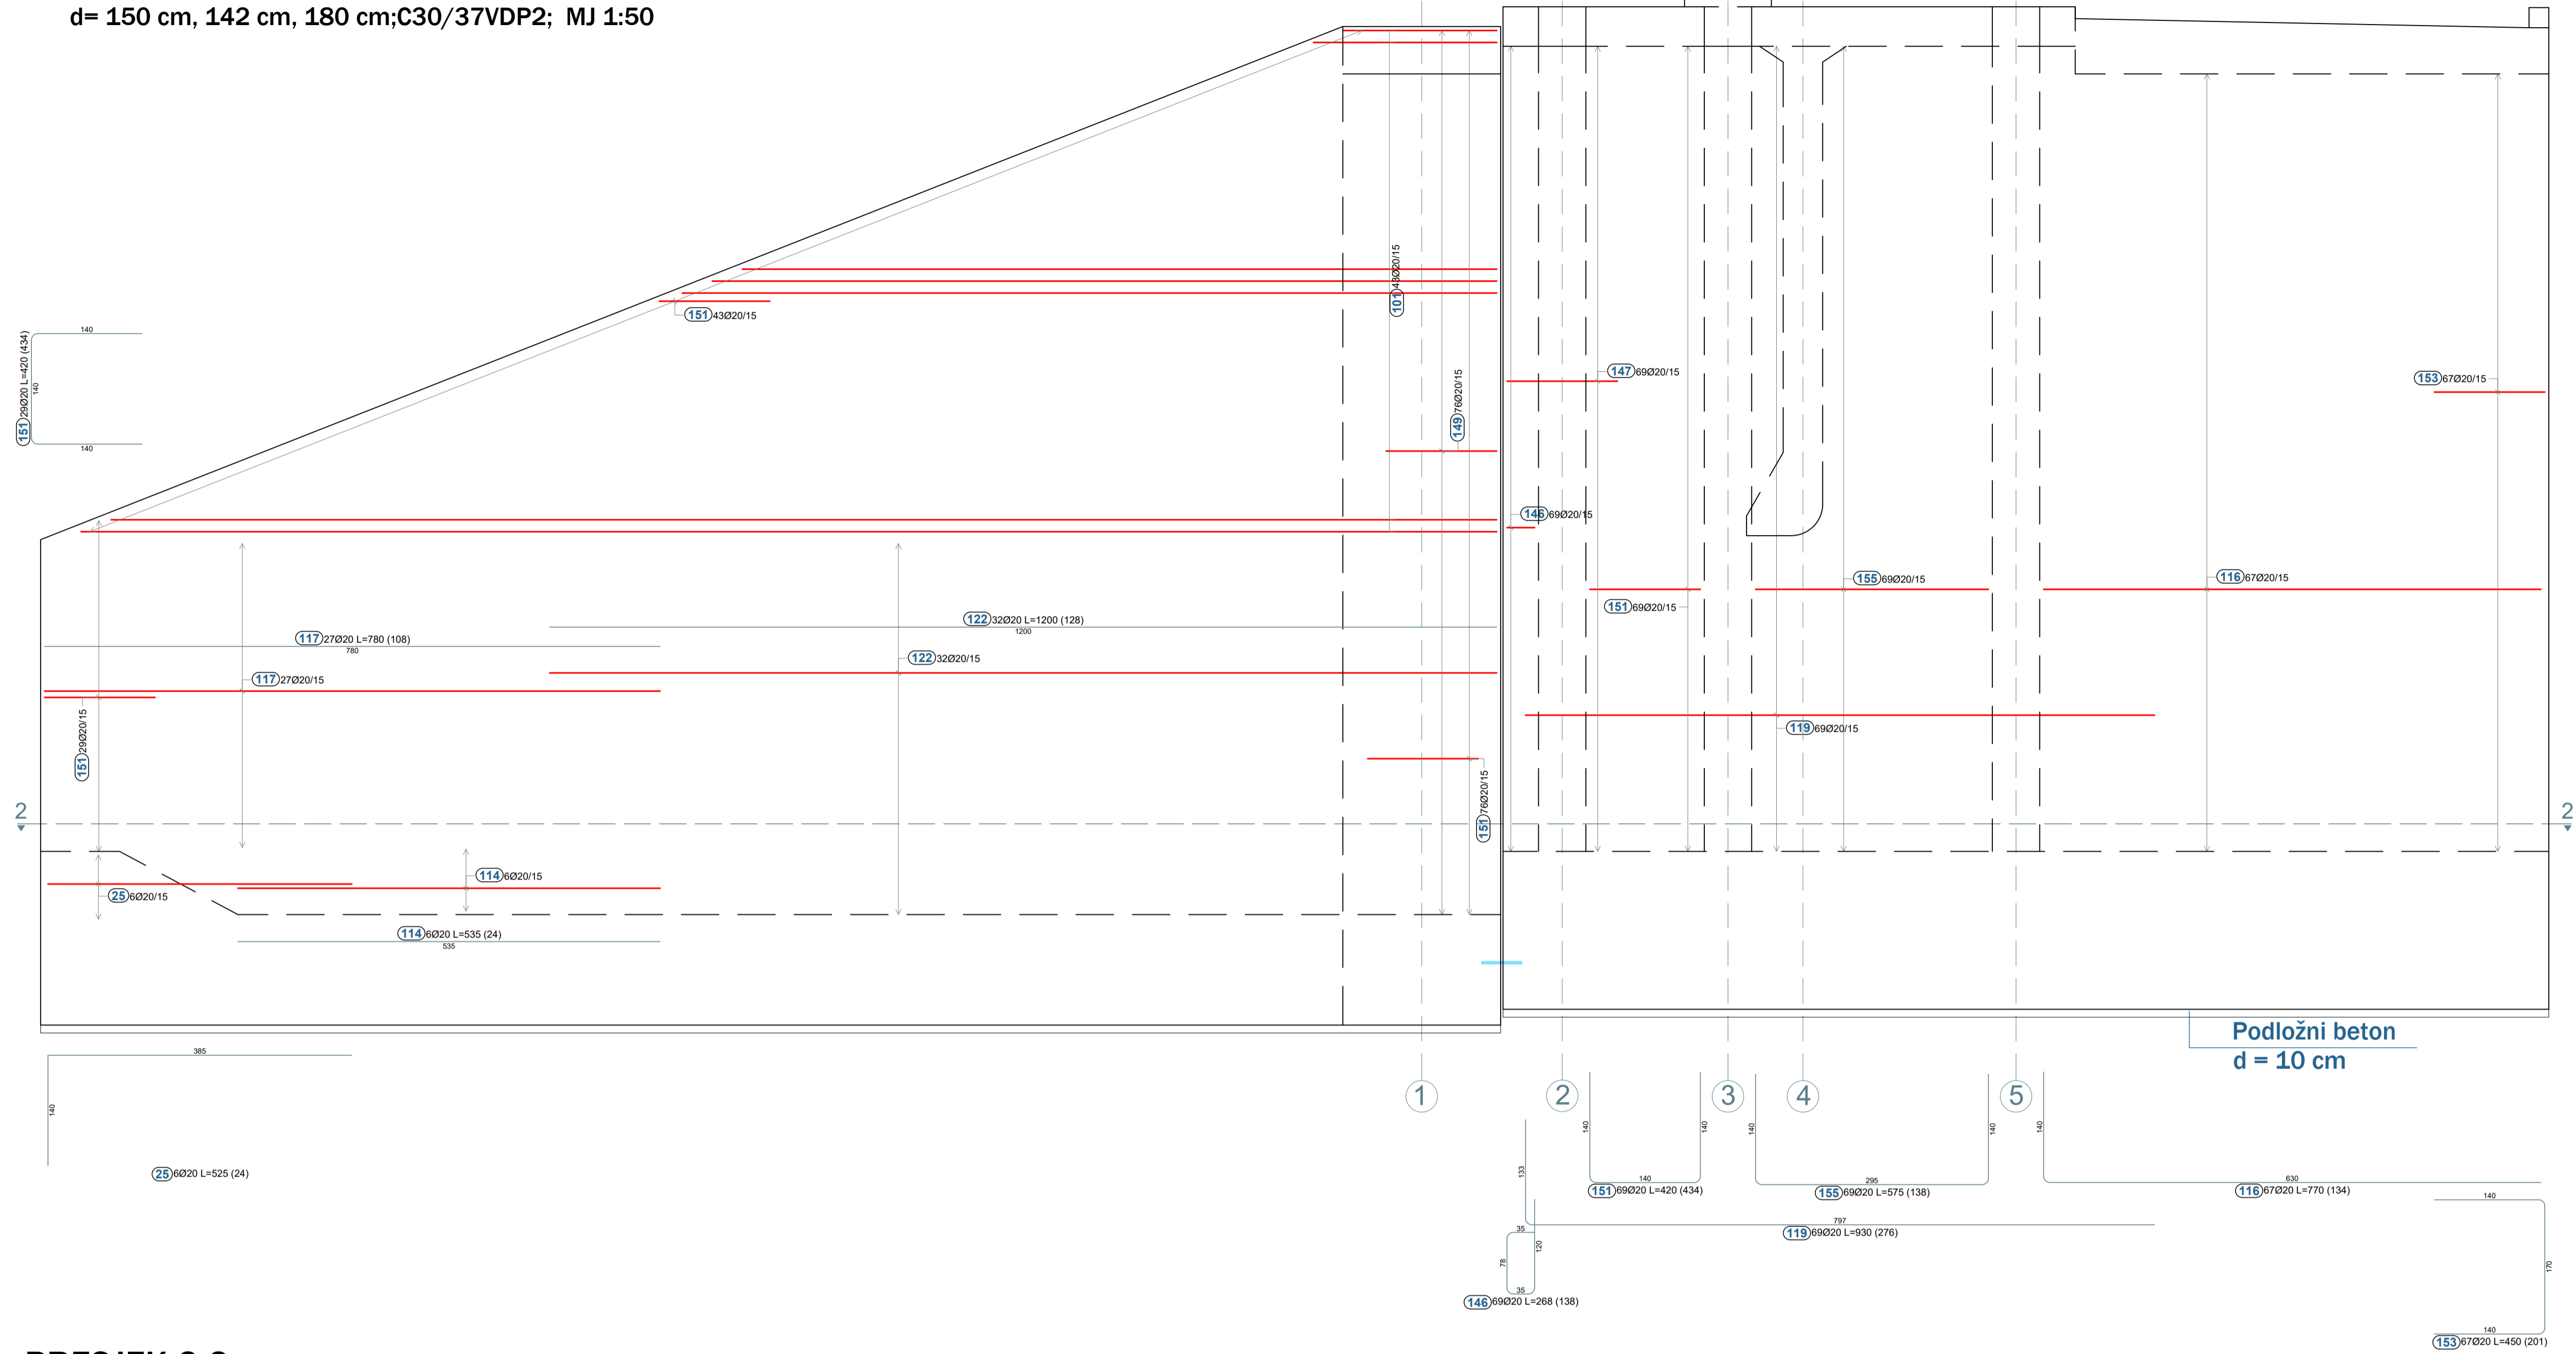 d= 150 cm, 142 cm, 180 cm;C30/37VDP2; MJ 1:50
101 43Ø20/15
151 43Ø20/15
140
151 29Ø20 L=420 (434)
140
140
149 76Ø20/15
147 69Ø20/15
153 67Ø20/15
146 69Ø20/15
155 69Ø20/15
116 67Ø20/15
151 69Ø20/15
122 32Ø20 L=1200 (128)
1200
117 27Ø20 L=780 (108)
780
122 32Ø20/15
117 27Ø20/15
151 29Ø20/15
119 69Ø20/15
151 76Ø20/15
2
2
114 6Ø20/15
25 6Ø20/15
114 6Ø20 L=535 (24)
535
Podložni beton
d = 10 cm
385
140
25 6Ø20 L=525 (24)
1
2
3
4
5
140
140
140
151 69Ø20 L=420 (434)
140
140
295
155 69Ø20 L=575 (138)
140
630
116 67Ø20 L=770 (134)
133
797
119 69Ø20 L=930 (276)
35
78
120
35
146 69Ø20 L=268 (138)
140
170
140
153 67Ø20 L=450 (201)